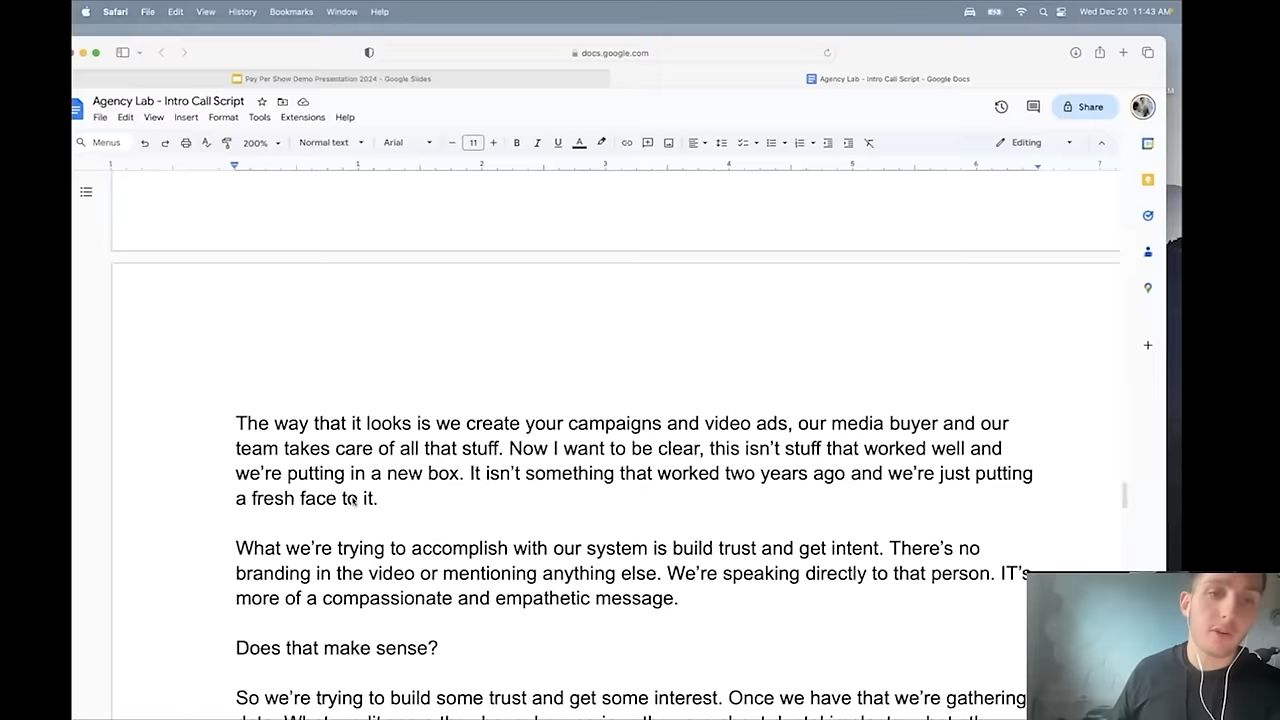 Safari File Edit View History Bookmarks Window Help Wed Dec 20 11:43 AM
docs.google.com
Pay Per Show Demo Presentation 2024 - Google Slides Agency Lab - Intro Call Script - Google Docs
Agency Lab - Intro Call Script
Share
File Edit View Insert Format Tools Extensions Help
Menus 200% Normal text Arial 11 Editing
1 1 2 3 4 5 6 7
The way that it looks is we create your campaigns and video ads, our media buyer and our
team takes care of all that stuff. Now I want to be clear, this isn't stuff that worked well and
we're putting in a new box. It isn't something that worked two years ago and we're just putting
a fresh face to it.
What we're trying to accomplish with our system is build trust and get intent. There's no
branding in the video or mentioning anything else. We're speaking directly to that person. IT's
more of a compassionate and empathetic message.
Does that make sense?
So we're trying to build some trust and get some interest. Once we have that we're gathering